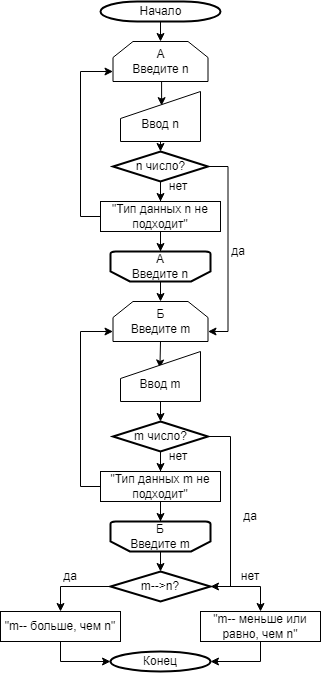 Начало
А
Введите n
Ввод n
n число?
нет
"Тип данных n не
подходит"
да
А
Введите n
Б
Введите m
Ввод m
m число?
нет
"Тип данных m не
подходит"
да
Б
Введите m
да
m-->n?
нет
"m-- больше, чем n"
"m-- меньше или
равно, чем n"
Конец